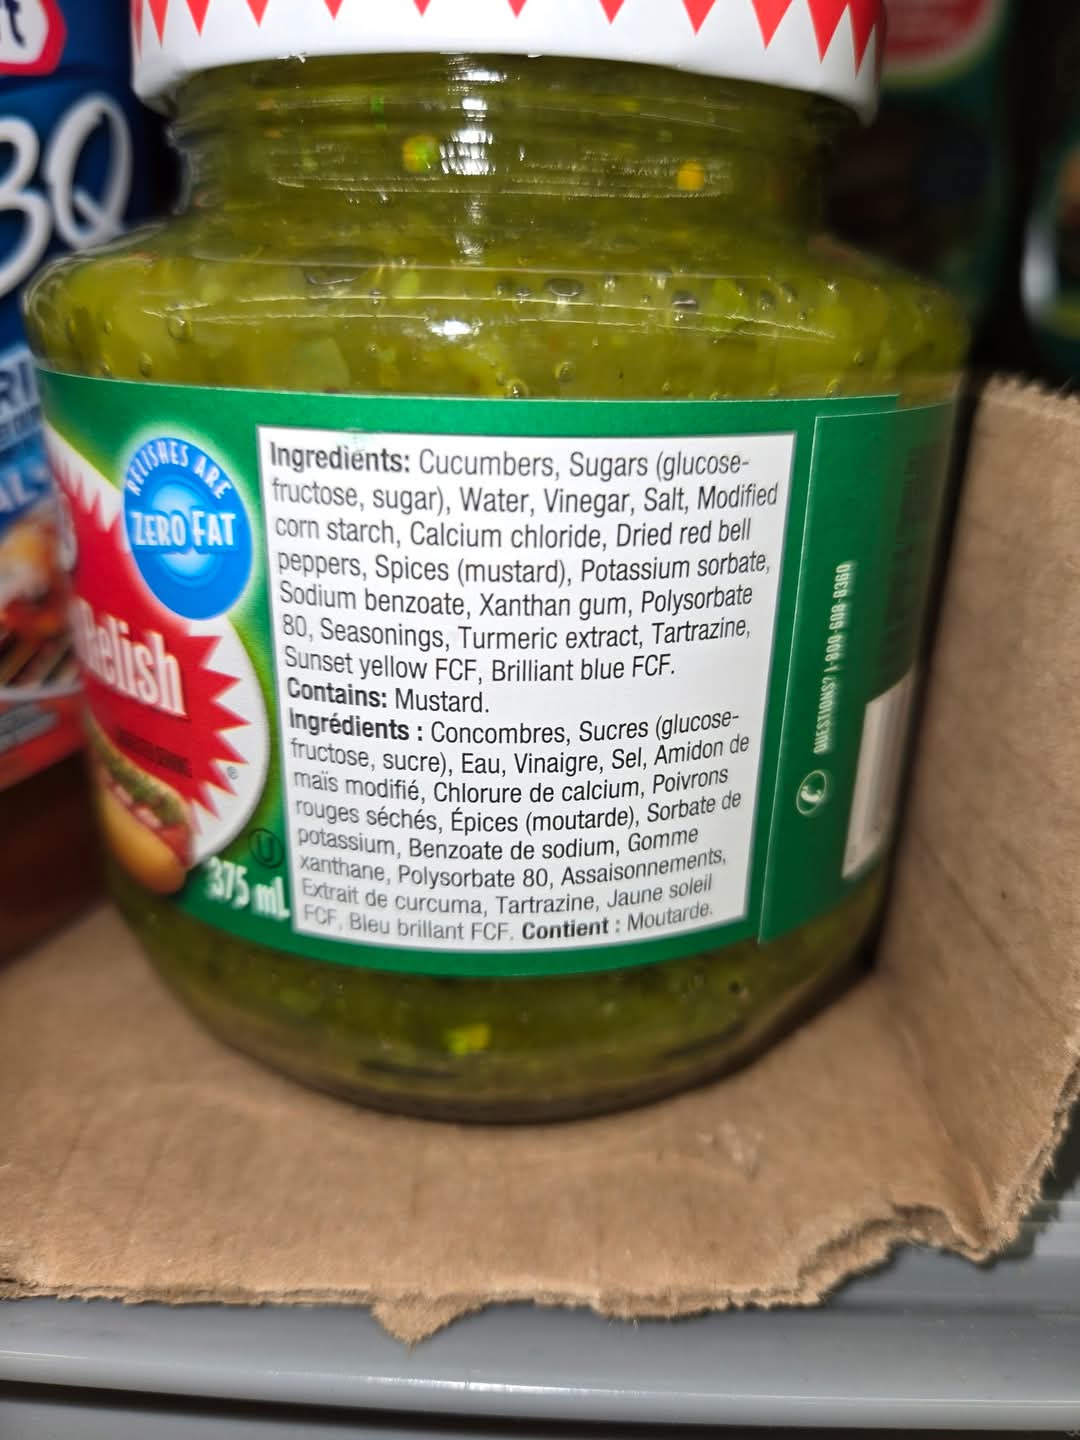 BQ
RELISHES ARE
ZERO FAT
Relish
®
U
375 mL
Ingredients: Cucumbers, Sugars (glucose-
fructose, sugar), Water, Vinegar, Salt, Modified
corn starch, Calcium chloride, Dried red bell
peppers, Spices (mustard), Potassium sorbate,
Sodium benzoate, Xanthan gum, Polysorbate
80, Seasonings, Turmeric extract, Tartrazine,
Sunset yellow FCF, Brilliant blue FCF.
Contains: Mustard.
Ingrédients : Concombres, Sucres (glucose-
fructose, sucre), Eau, Vinaigre, Sel, Amidon de
maïs modifié, Chlorure de calcium, Poivrons
rouges séchés, Épices (moutarde), Sorbate de
potassium, Benzoate de sodium, Gomme
xanthane, Polysorbate 80, Assaisonnements,
Extrait de curcuma, Tartrazine, Jaune soleil
FCF, Bleu brillant FCF. Contient : Moutarde.
QUESTIONS? 1-800-608-8360